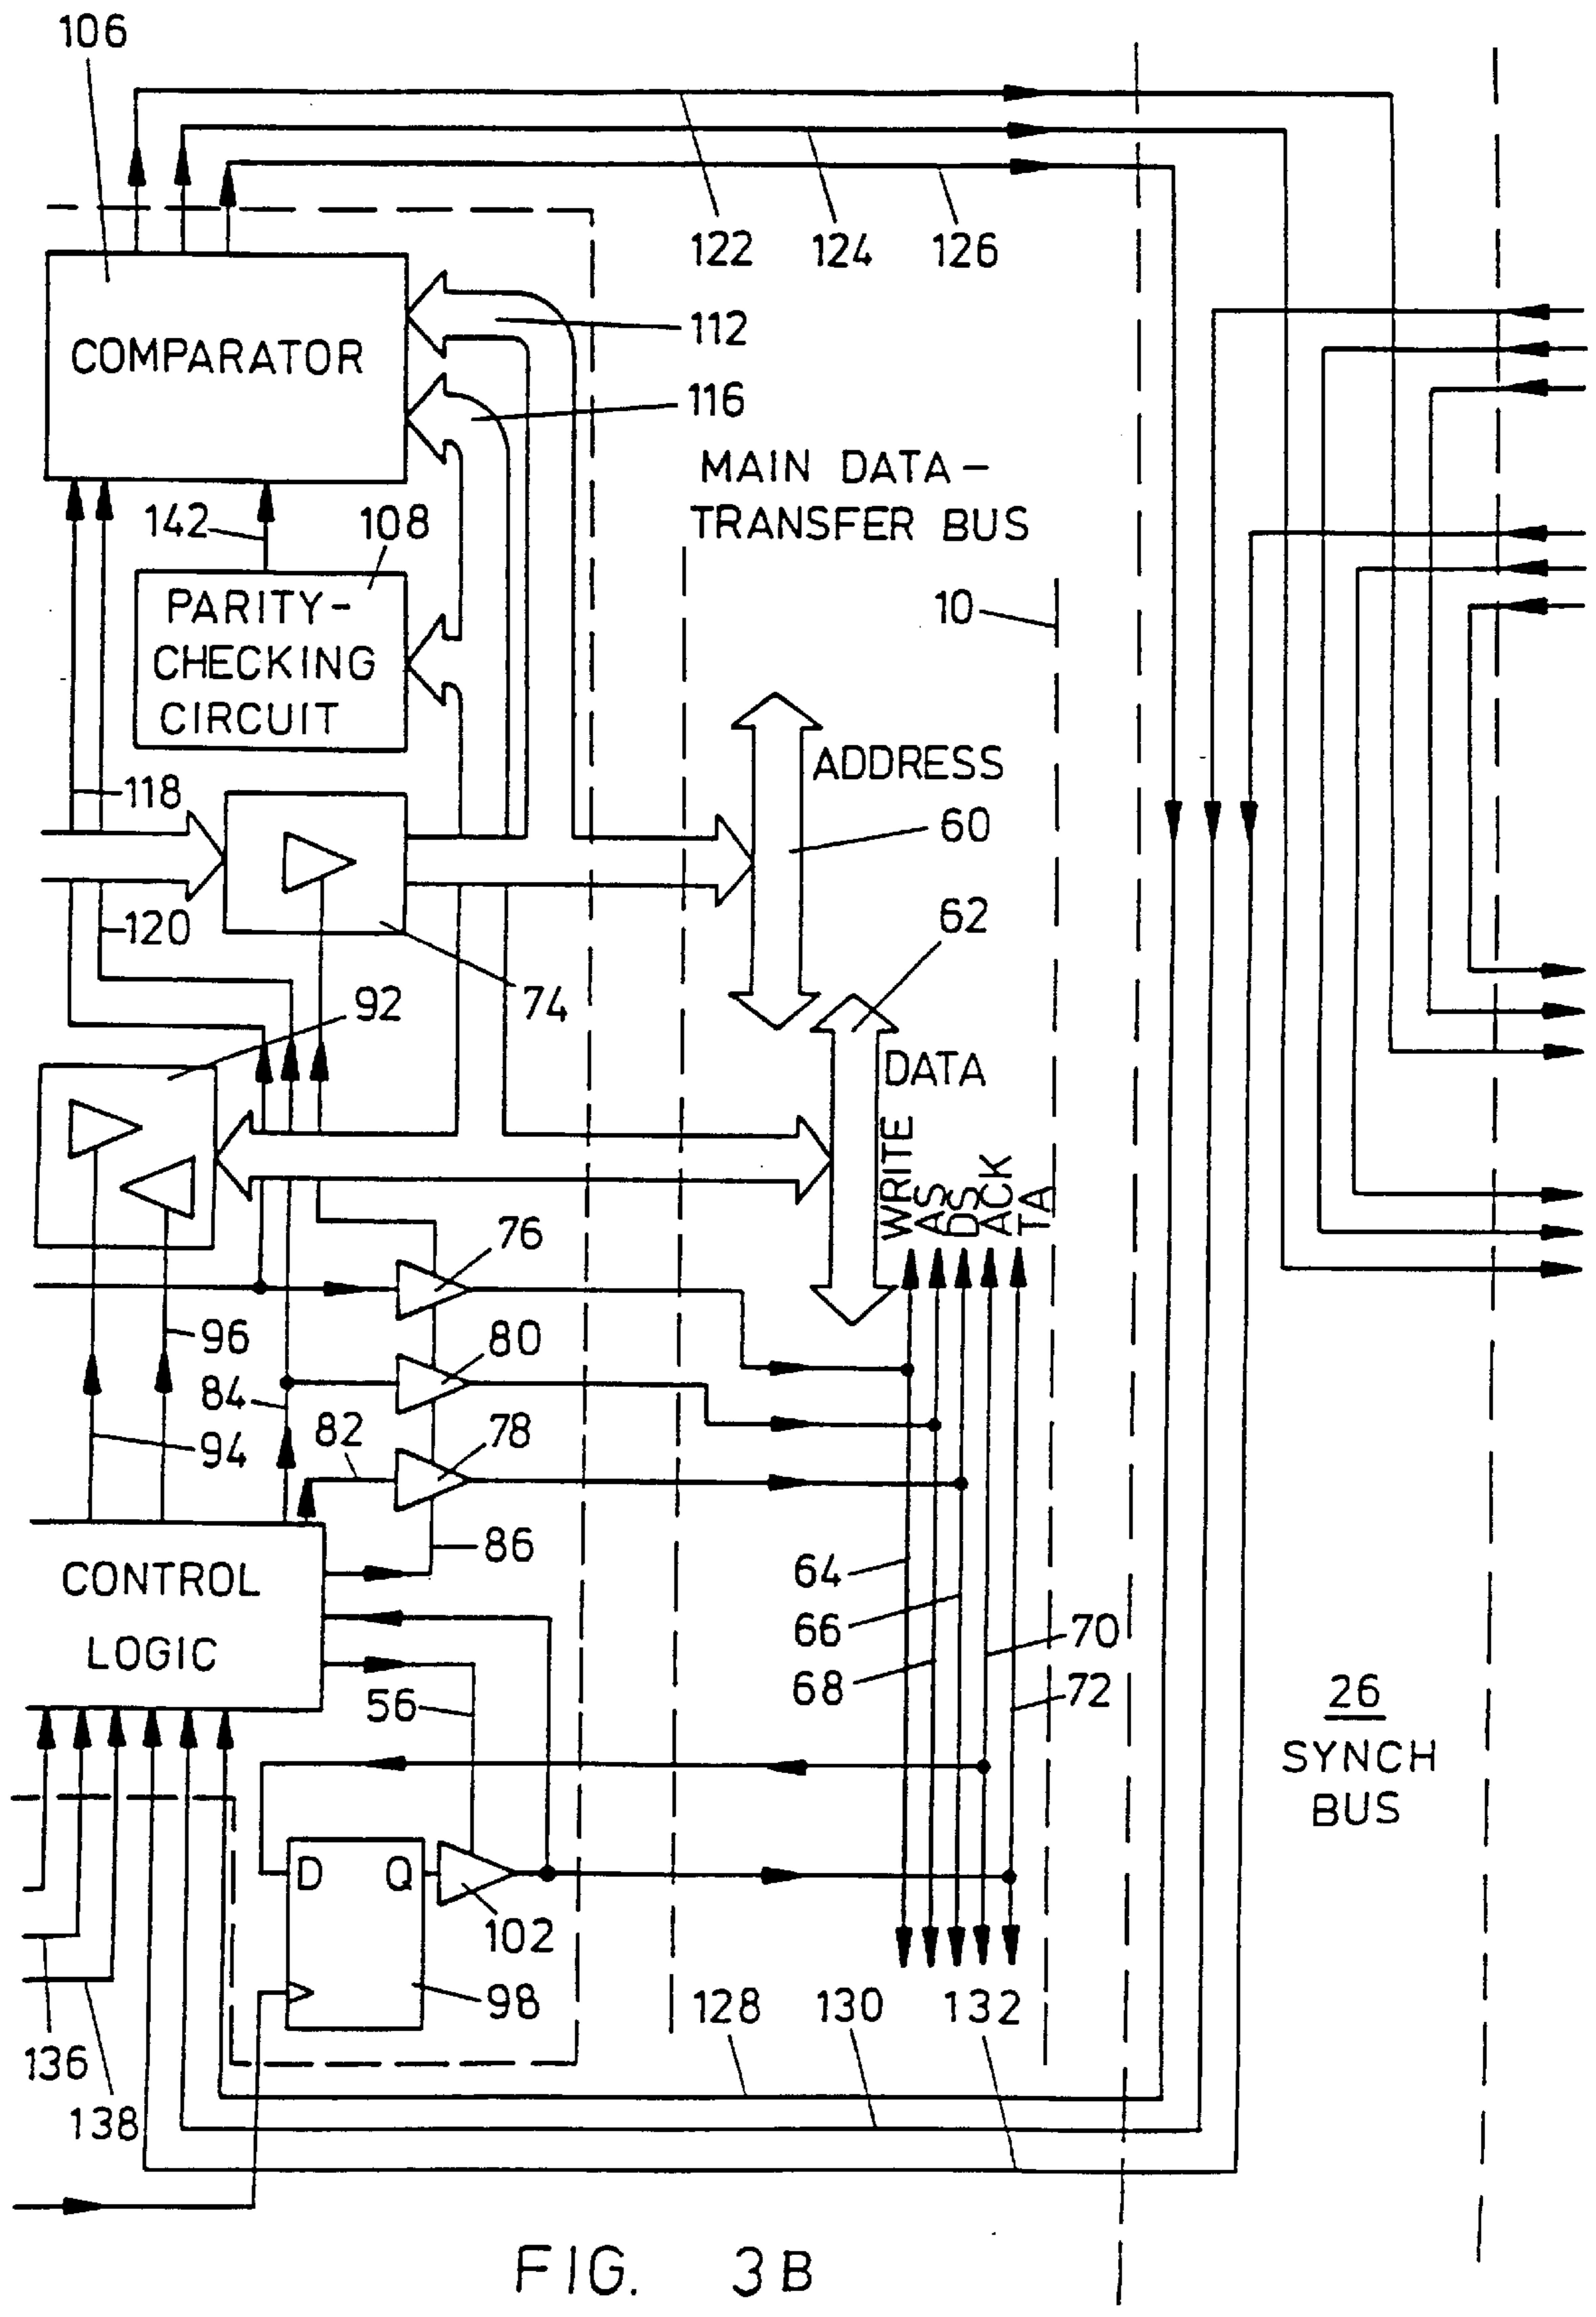 106
122
124
126
COMPARATOR
112
116
MAIN DATA-
TRANSFER BUS
142
108
PARITY-
CHECKING
CIRCUIT
10
118
ADDRESS
60
120
62
74
92
DATA
WRITE
AS
DS
ACK
TA
76
96
80
84
82
78
94
86
CONTROL
LOGIC
64
66
70
68
72
56
26
SYNCH
BUS
D
Q
102
98
128
130
132
136
138
FIG. 3B